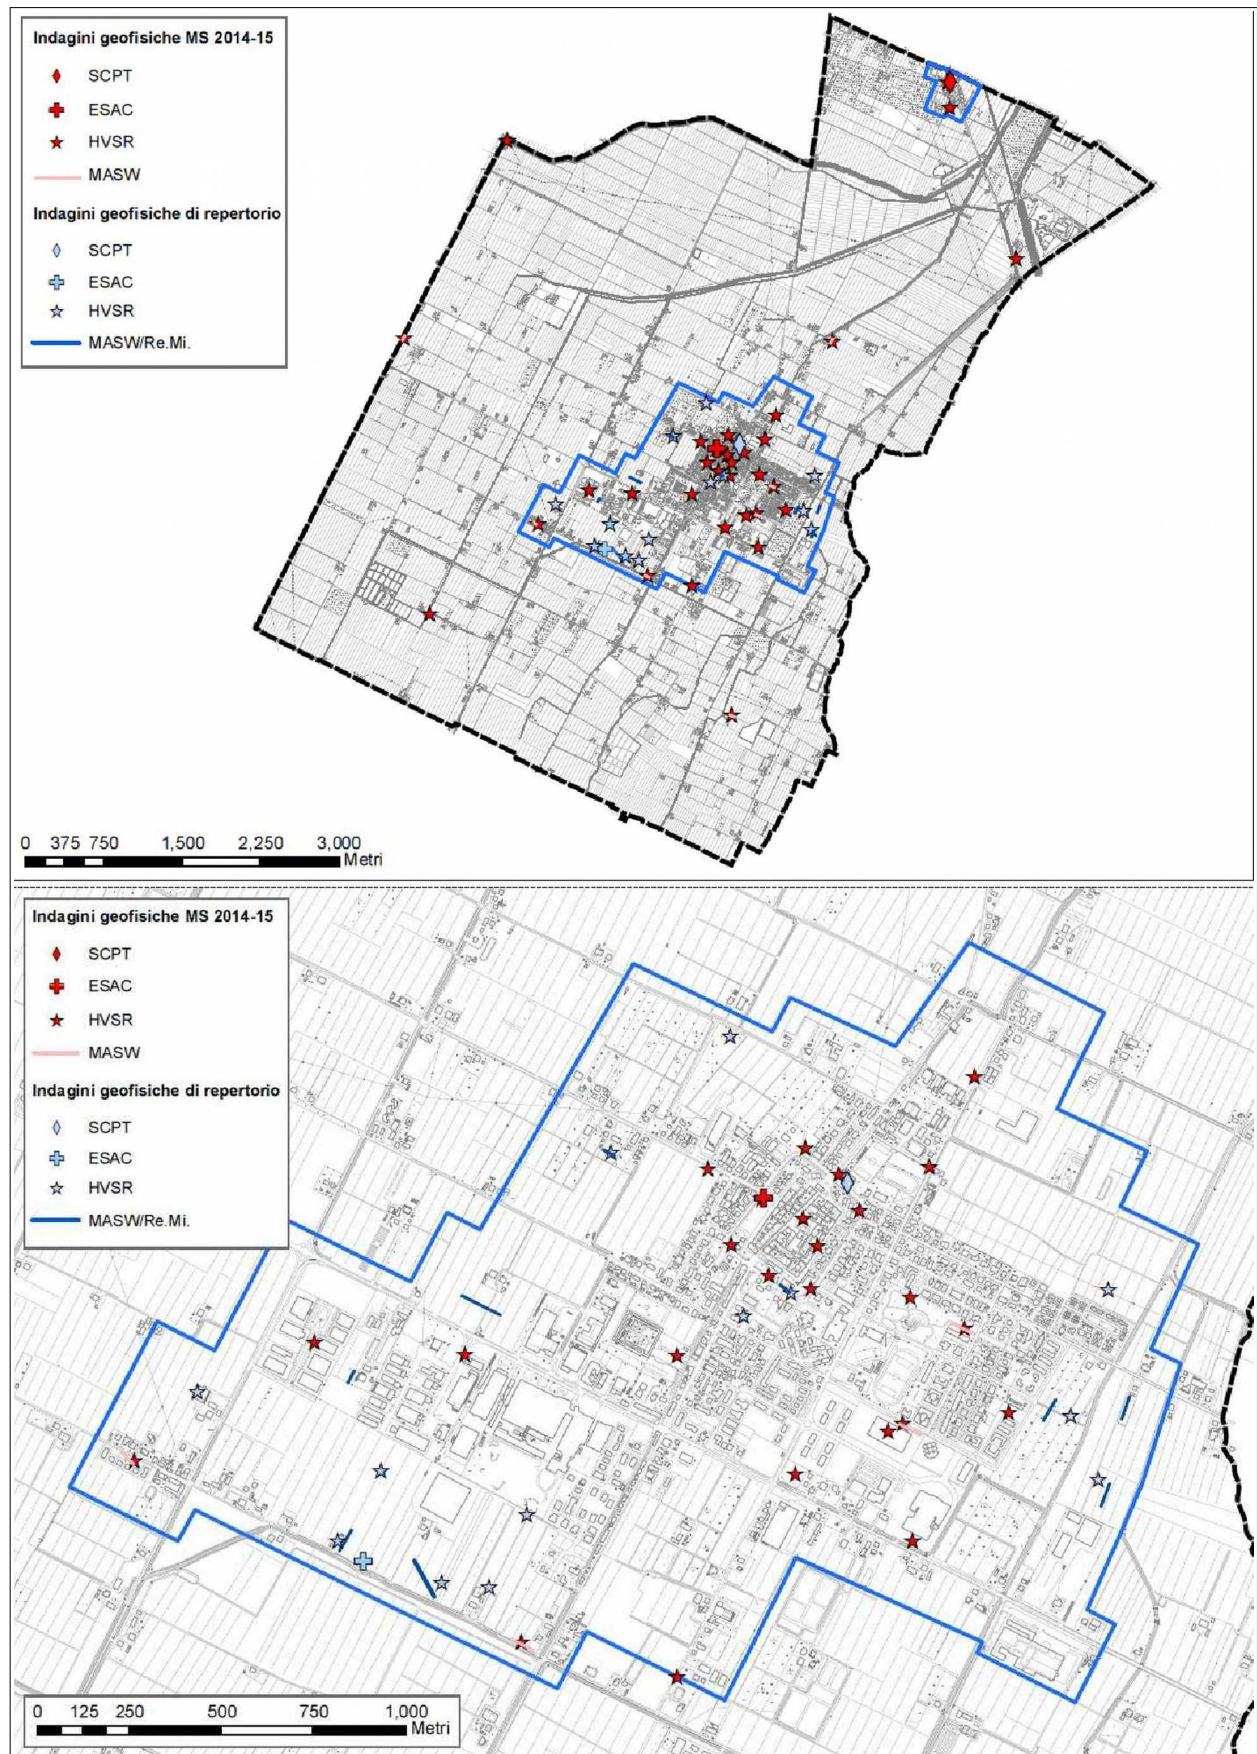 Indagini geofisiche MS 2014-15
SCPT
ESAC
HVSR
MASW
Indagini geofisiche di repertorio
SCPT
ESAC
HVSR
MASW/Re.Mi.
0 375 750 1,500 2,250 3,000
Metri
Indagini geofisiche MS 2014-15
SCPT
ESAC
HVSR
MASW
Indagini geofisiche di repertorio
SCPT
ESAC
HVSR
MASW/Re.Mi.
0 125 250 500 750 1,000
Metri